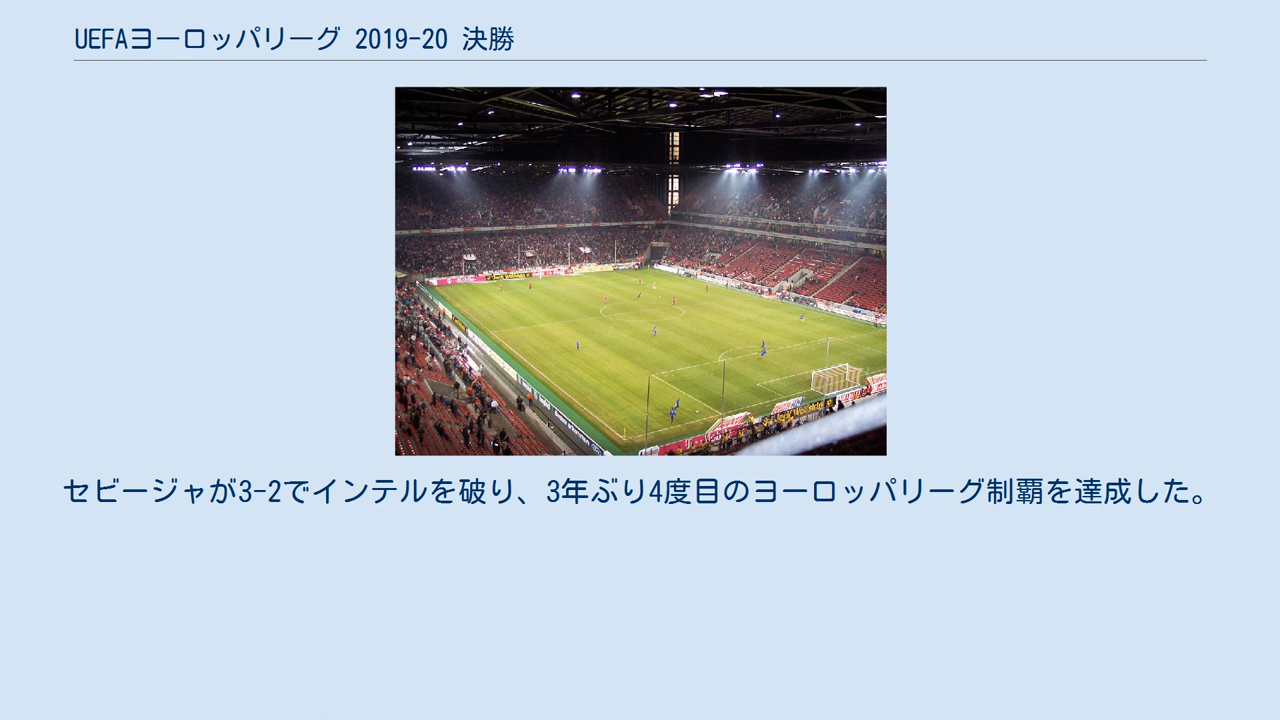 UEFAヨーロッパリーグ 2019-20 決勝
セビージャが3-2でインテルを破り、3年ぶり4度目のヨーロッパリーグ制覇を達成した。